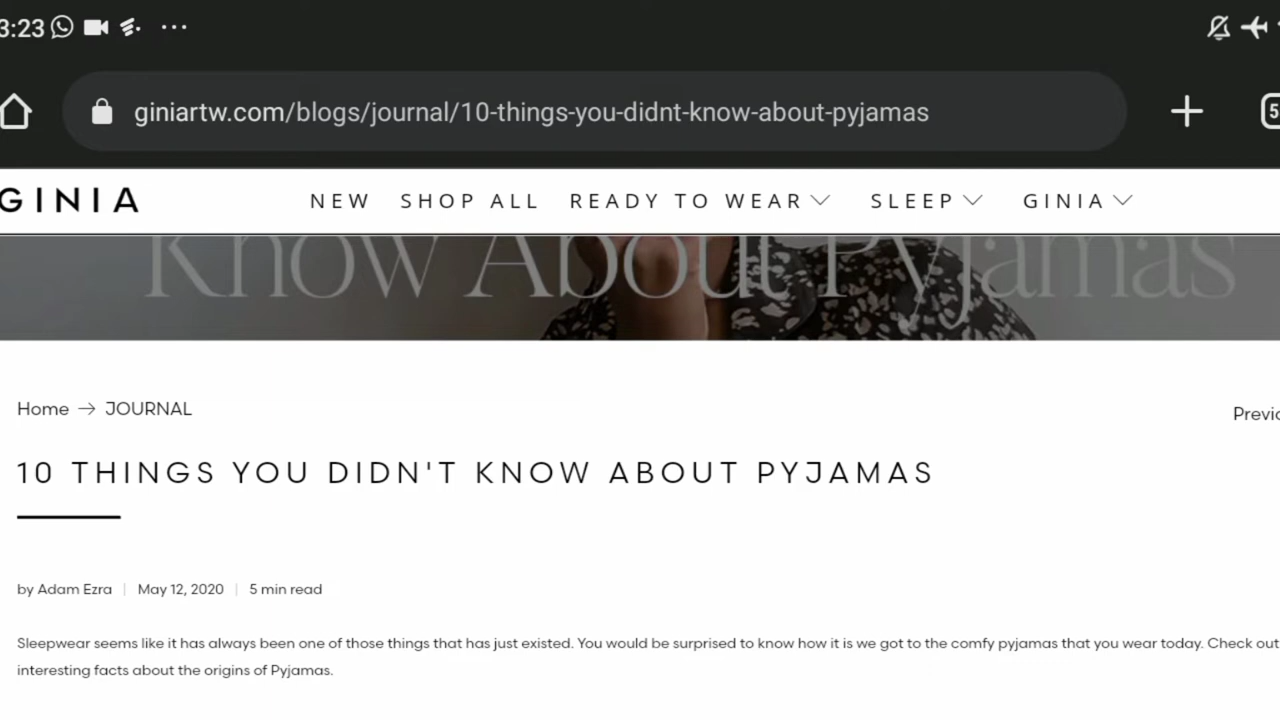 3:23
giniartw.com/blogs/journal/10-things-you-didnt-know-about-pyjamas
GINIA
NEW SHOP ALL READY TO WEAR SLEEP GINIA
Know About Pyjamas
Home → JOURNAL
10 THINGS YOU DIDN'T KNOW ABOUT PYJAMAS
by Adam Ezra | May 12, 2020 | 5 min read
Sleepwear seems like it has always been one of those things that has just existed. You would be surprised to know how it is we got to the comfy pyjamas that you wear today. Check out
interesting facts about the origins of Pyjamas.